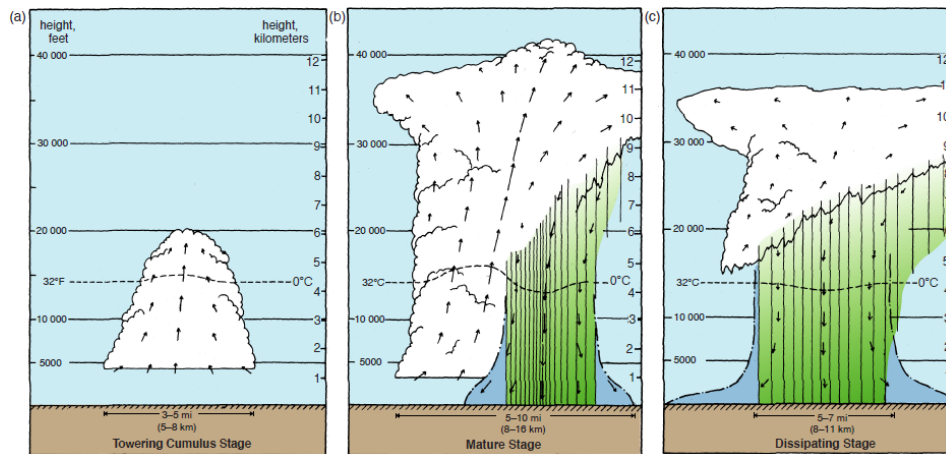 (a)
height,
feet
height,
kilometers
40 000
30 000
20 000
32°F
10 000
5000
12
11
10
9
8
7
6
5
0°C
4
3
2
1
3–5 mi
(5–8 km)
Towering Cumulus Stage
(b)
40 000
30 000
20 000
32°C
10 000
5000
12
11
10
9
8
7
6
5
0°C
4
3
2
1
5–10 mi
(8–16 km)
Mature Stage
(c)
40 000
30 000
20 000
32°C
10 000
5000
0°C
5–7 mi
(8–11 km)
Dissipating Stage